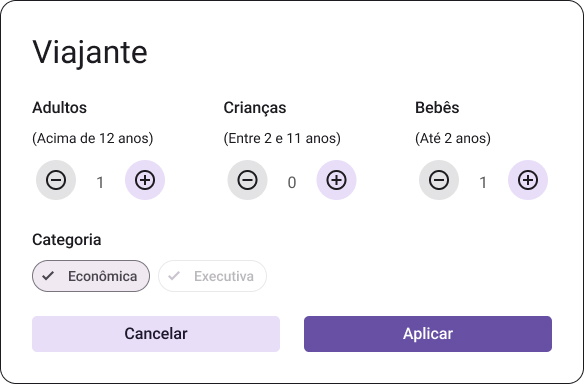 Viajante
Adultos
(Acima de 12 anos)
1
Crianças
(Entre 2 e 11 anos)
0
Bebês
(Até 2 anos)
1
Categoria
Econômica
Executiva
Cancelar
Aplicar